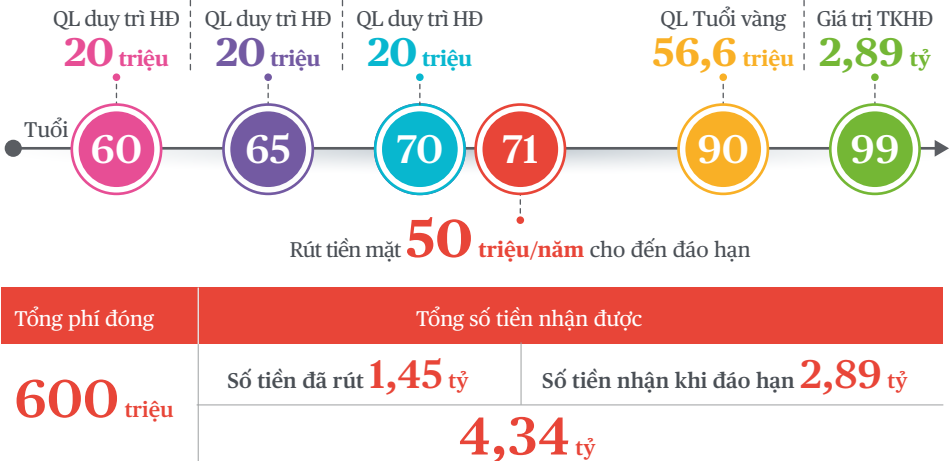 QL duy trì HĐ QL duy trì HĐ QL duy trì HĐ QL Tuổi vàng Giá trị TKHĐ
20 triệu 20 triệu 20 triệu 56,6 triệu 2,89 tỷ
Tuổi 60 65 70 71 90 99
Rút tiền mặt 50 triệu/năm cho đến đáo hạn
Tổng phí đóng Tổng số tiền nhận được
600 triệu Số tiền đã rút 1,45 tỷ Số tiền nhận khi đáo hạn 2,89 tỷ
4,34 tỷ